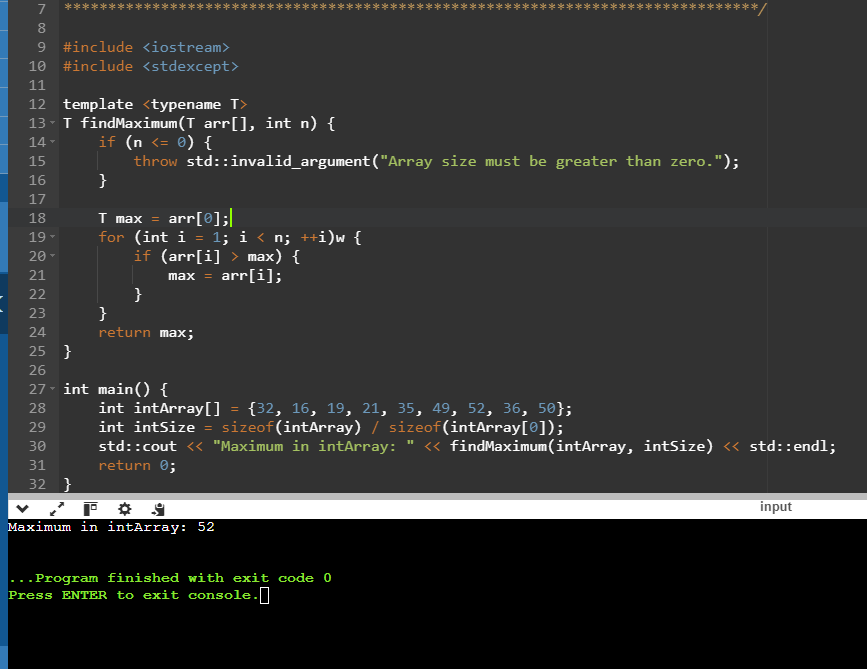 7 *******************************************************************************/
8
9 #include <iostream>
10 #include <stdexcept>
11
12 template <typename T>
13 T findMaximum(T arr[], int n) {
14     if (n <= 0) {
15         throw std::invalid_argument("Array size must be greater than zero.");
16     }
17
18     T max = arr[0];
19     for (int i = 1; i < n; ++i)w {
20         if (arr[i] > max) {
21             max = arr[i];
22         }
23     }
24     return max;
25 }
26
27 int main() {
28     int intArray[] = {32, 16, 19, 21, 35, 49, 52, 36, 50};
29     int intSize = sizeof(intArray) / sizeof(intArray[0]);
30     std::cout << "Maximum in intArray: " << findMaximum(intArray, intSize) << std::endl;
31     return 0;
32 }
input
Maximum in intArray: 52
...Program finished with exit code 0
Press ENTER to exit console.